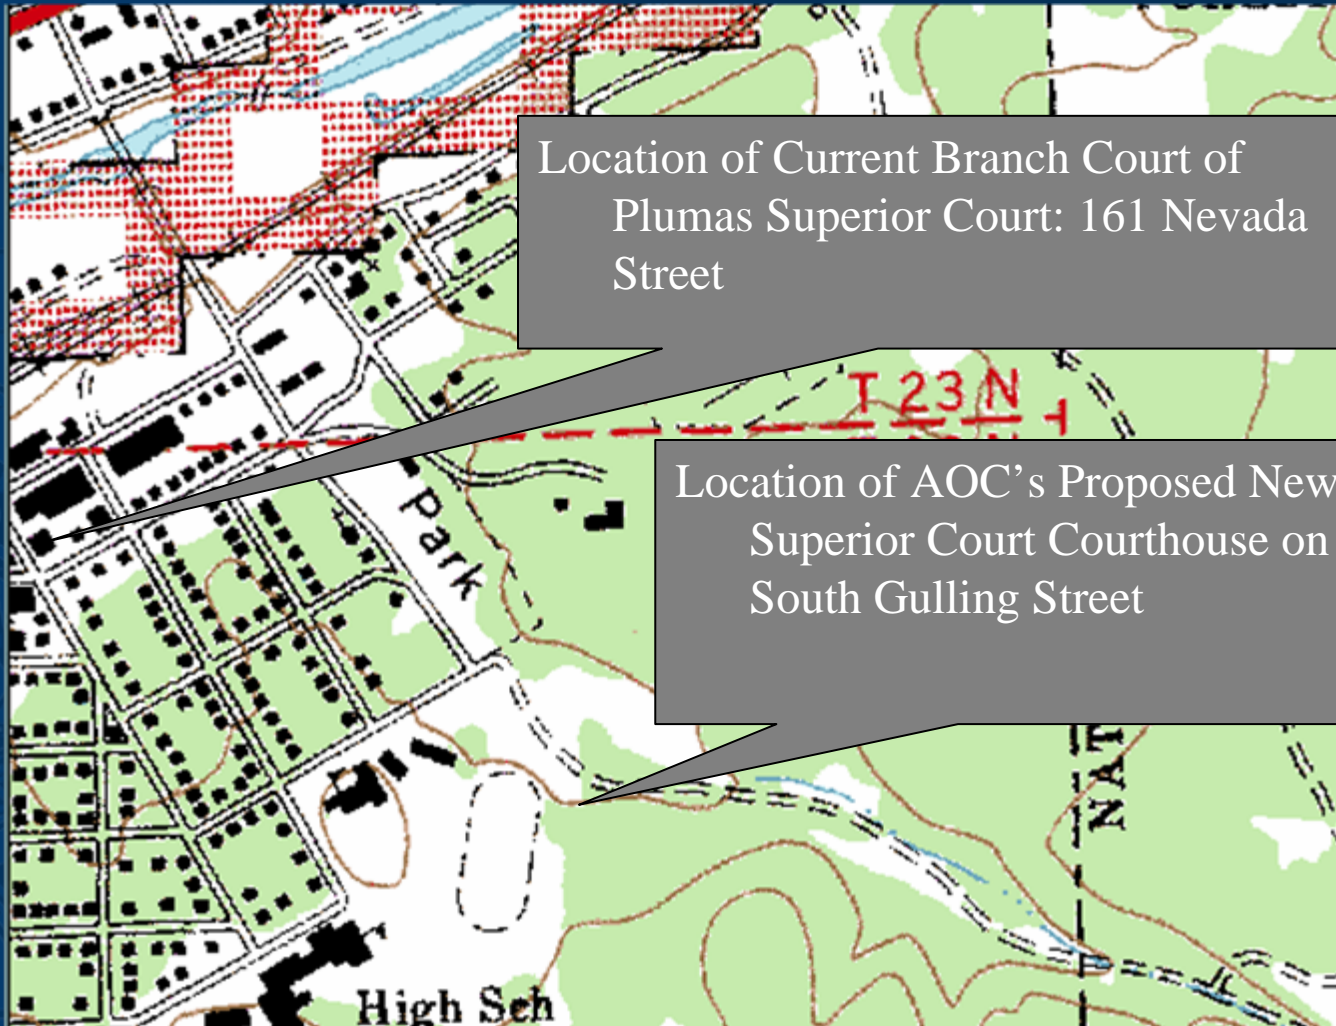 Location of Current Branch Court of
Plumas Superior Court: 161 Nevada
Street
T 23 N
Location of AOC’s Proposed New
Superior Court Courthouse on
South Gulling Street
Park
NAT
High Sch